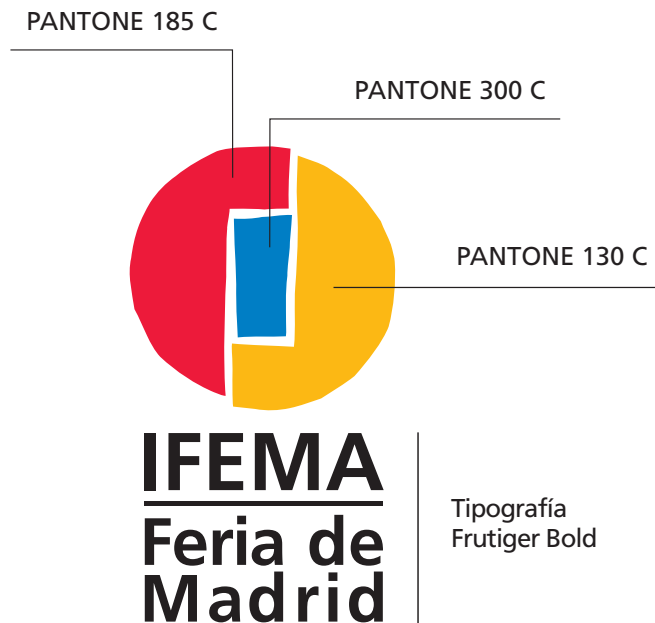 PANTONE 185 C
PANTONE 300 C
PANTONE 130 C
IFEMA
Feria de
Madrid
Tipografía
Frutiger Bold